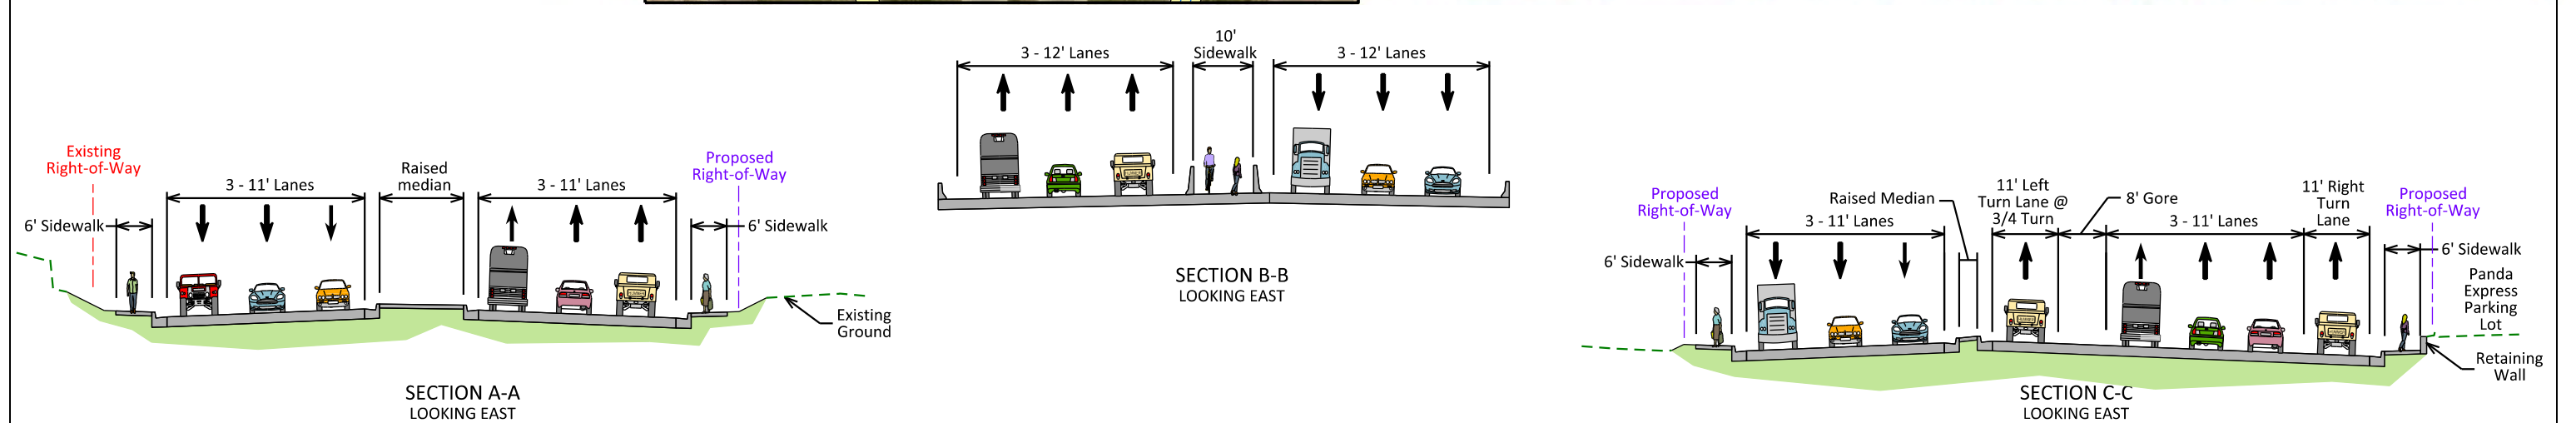 Existing
Right-of-Way
6' Sidewalk
3 - 11' Lanes
Raised
median
3 - 11' Lanes
Proposed
Right-of-Way
6' Sidewalk
Existing
Ground
SECTION A-A
LOOKING EAST
3 - 12' Lanes
10'
Sidewalk
3 - 12' Lanes
SECTION B-B
LOOKING EAST
Proposed
Right-of-Way
6' Sidewalk
3 - 11' Lanes
Raised Median
11' Left
Turn Lane @
3/4 Turn
8' Gore
3 - 11' Lanes
11' Right
Turn
Lane
Proposed
Right-of-Way
6' Sidewalk
Panda
Express
Parking
Lot
Retaining
Wall
SECTION C-C
LOOKING EAST